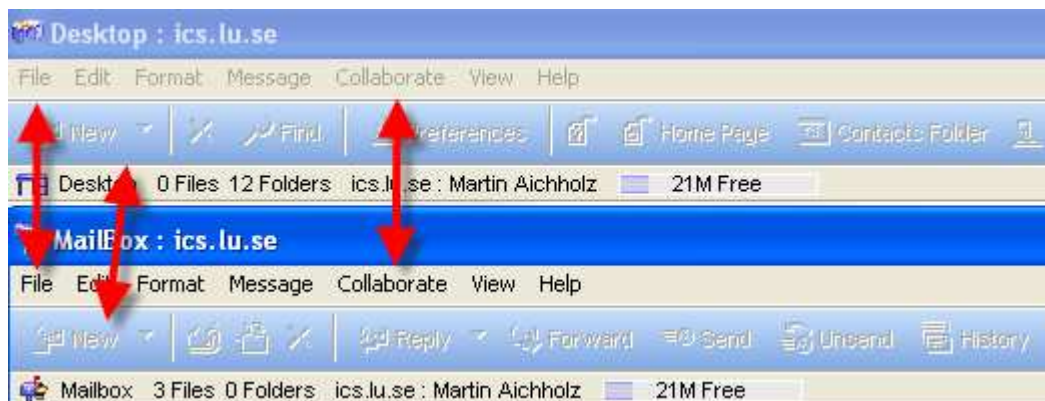 Desktop : ics.lu.se
File Edit Format Message Collaborate View Help
New Find Preferences Home Page Contacts Folder
Desktop 0 Files 12 Folders ics.lu.se : Martin Aichholz 21M Free
MailBox : ics.lu.se
File Edit Format Message Collaborate View Help
New Reply Forward Send Unsend History
Mailbox 3 Files 0 Folders ics.lu.se : Martin Aichholz 21M Free